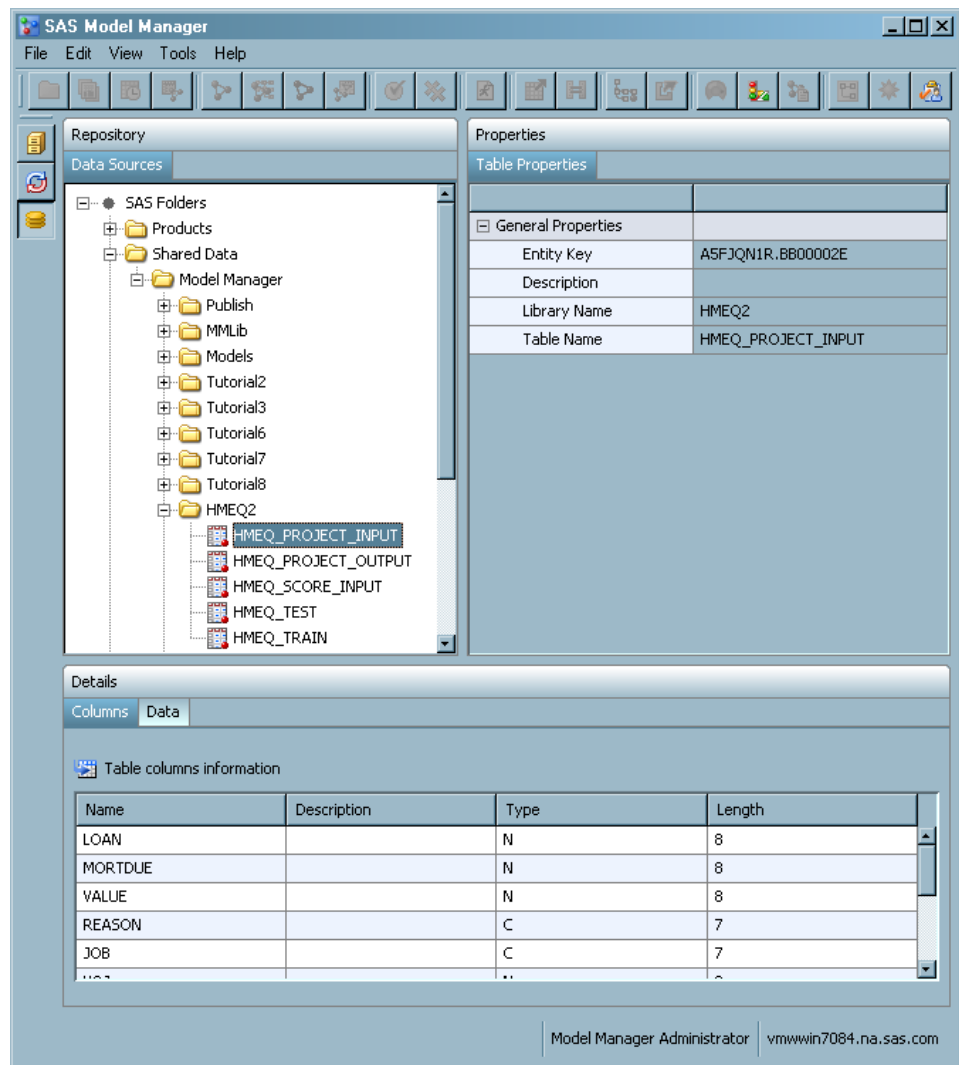 SAS Model Manager
File Edit View Tools Help
Repository
Data Sources
SAS Folders
Products
Shared Data
Model Manager
Publish
MMLib
Models
Tutorial2
Tutorial3
Tutorial6
Tutorial7
Tutorial8
HMEQ2
HMEQ_PROJECT_INPUT
HMEQ_PROJECT_OUTPUT
HMEQ_SCORE_INPUT
HMEQ_TEST
HMEQ_TRAIN
Properties
Table Properties
General Properties
Entity Key A5FJQN1R.BB00002E
Description
Library Name HMEQ2
Table Name HMEQ_PROJECT_INPUT
Details
Columns Data
Table columns information
Name Description Type Length
LOAN N 8
MORTDUE N 8
VALUE N 8
REASON C 7
JOB C 7
Model Manager Administrator vmwwin7084.na.sas.com